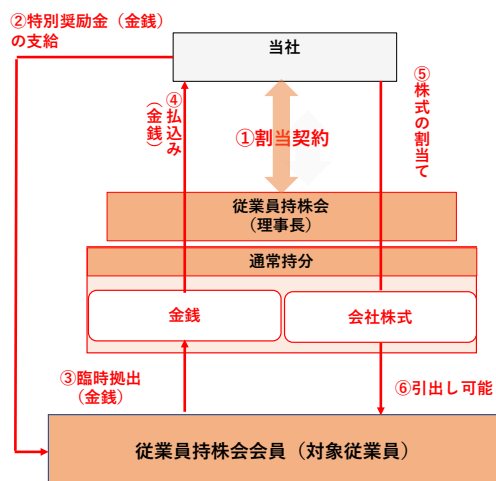 ②特別奨励金（金銭）
の支給
当社
④払込み
（金銭）
⑤株式の割当て
①割当契約
従業員持株会
（理事長）
通常持分
金銭
会社株式
③臨時拠出
（金銭）
⑥引出し可能
従業員持株会会員（対象従業員）